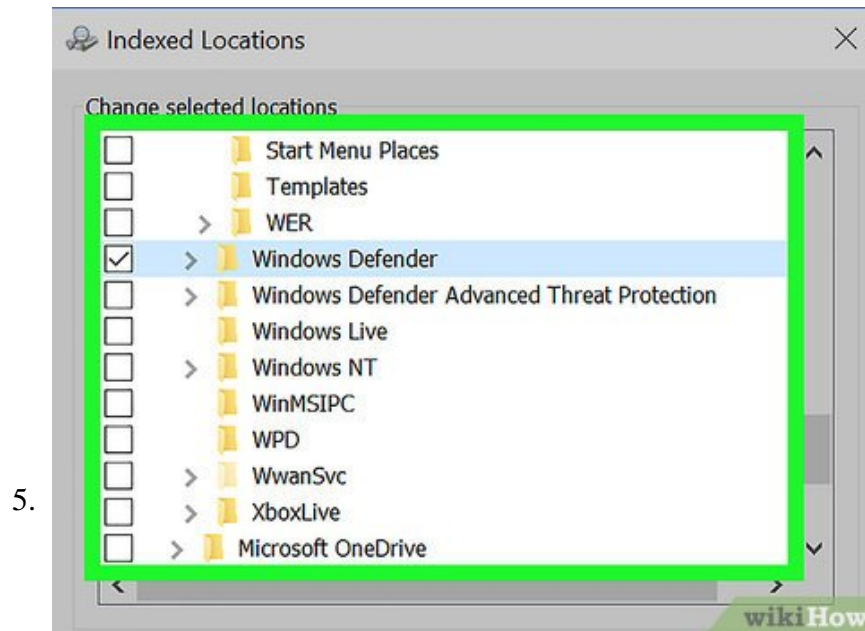 Indexed Locations
Change selected locations
Start Menu Places
Templates
WER
Windows Defender
Windows Defender Advanced Threat Protection
Windows Live
Windows NT
WinMSIPC
WPD
WwanSvc
5.
XboxLive
Microsoft OneDrive
wikiHow